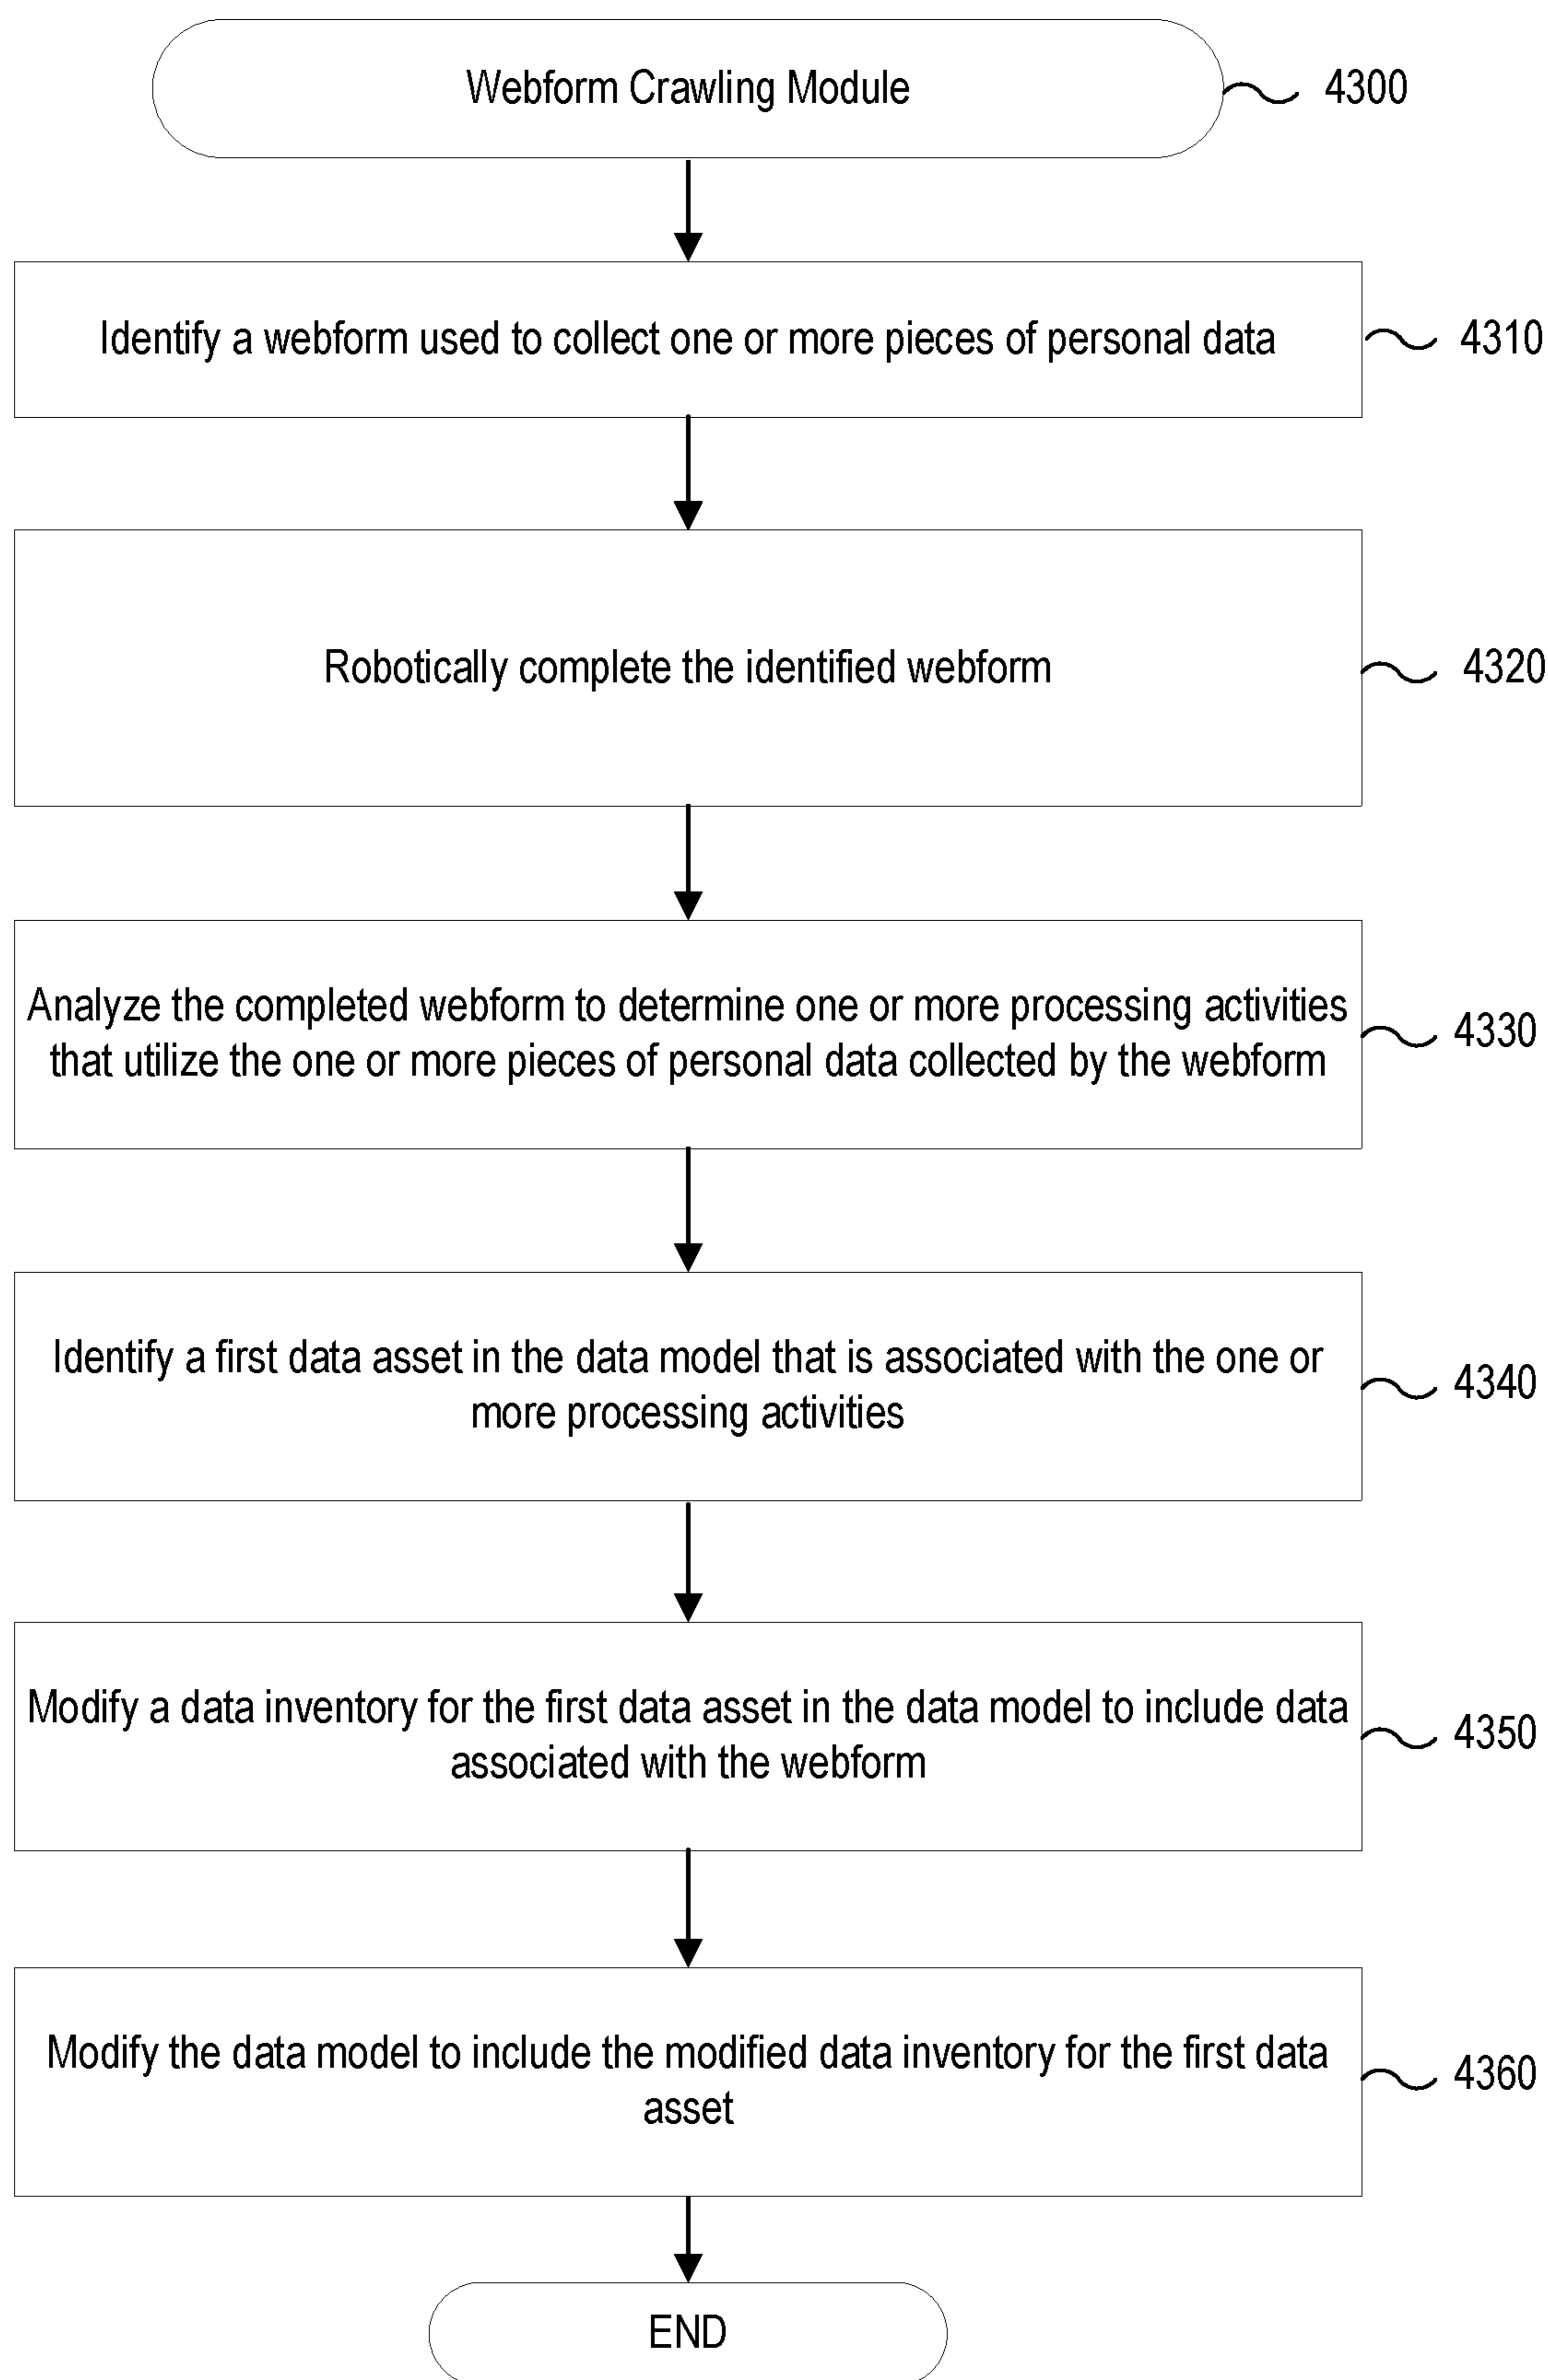 Webform Crawling Module
4300
Identify a webform used to collect one or more pieces of personal data
4310
Robotically complete the identified webform
4320
Analyze the completed webform to determine one or more processing activities
that utilize the one or more pieces of personal data collected by the webform
4330
Identify a first data asset in the data model that is associated with the one or
more processing activities
4340
Modify a data inventory for the first data asset in the data model to include data
associated with the webform
4350
Modify the data model to include the modified data inventory for the first data
asset
4360
END